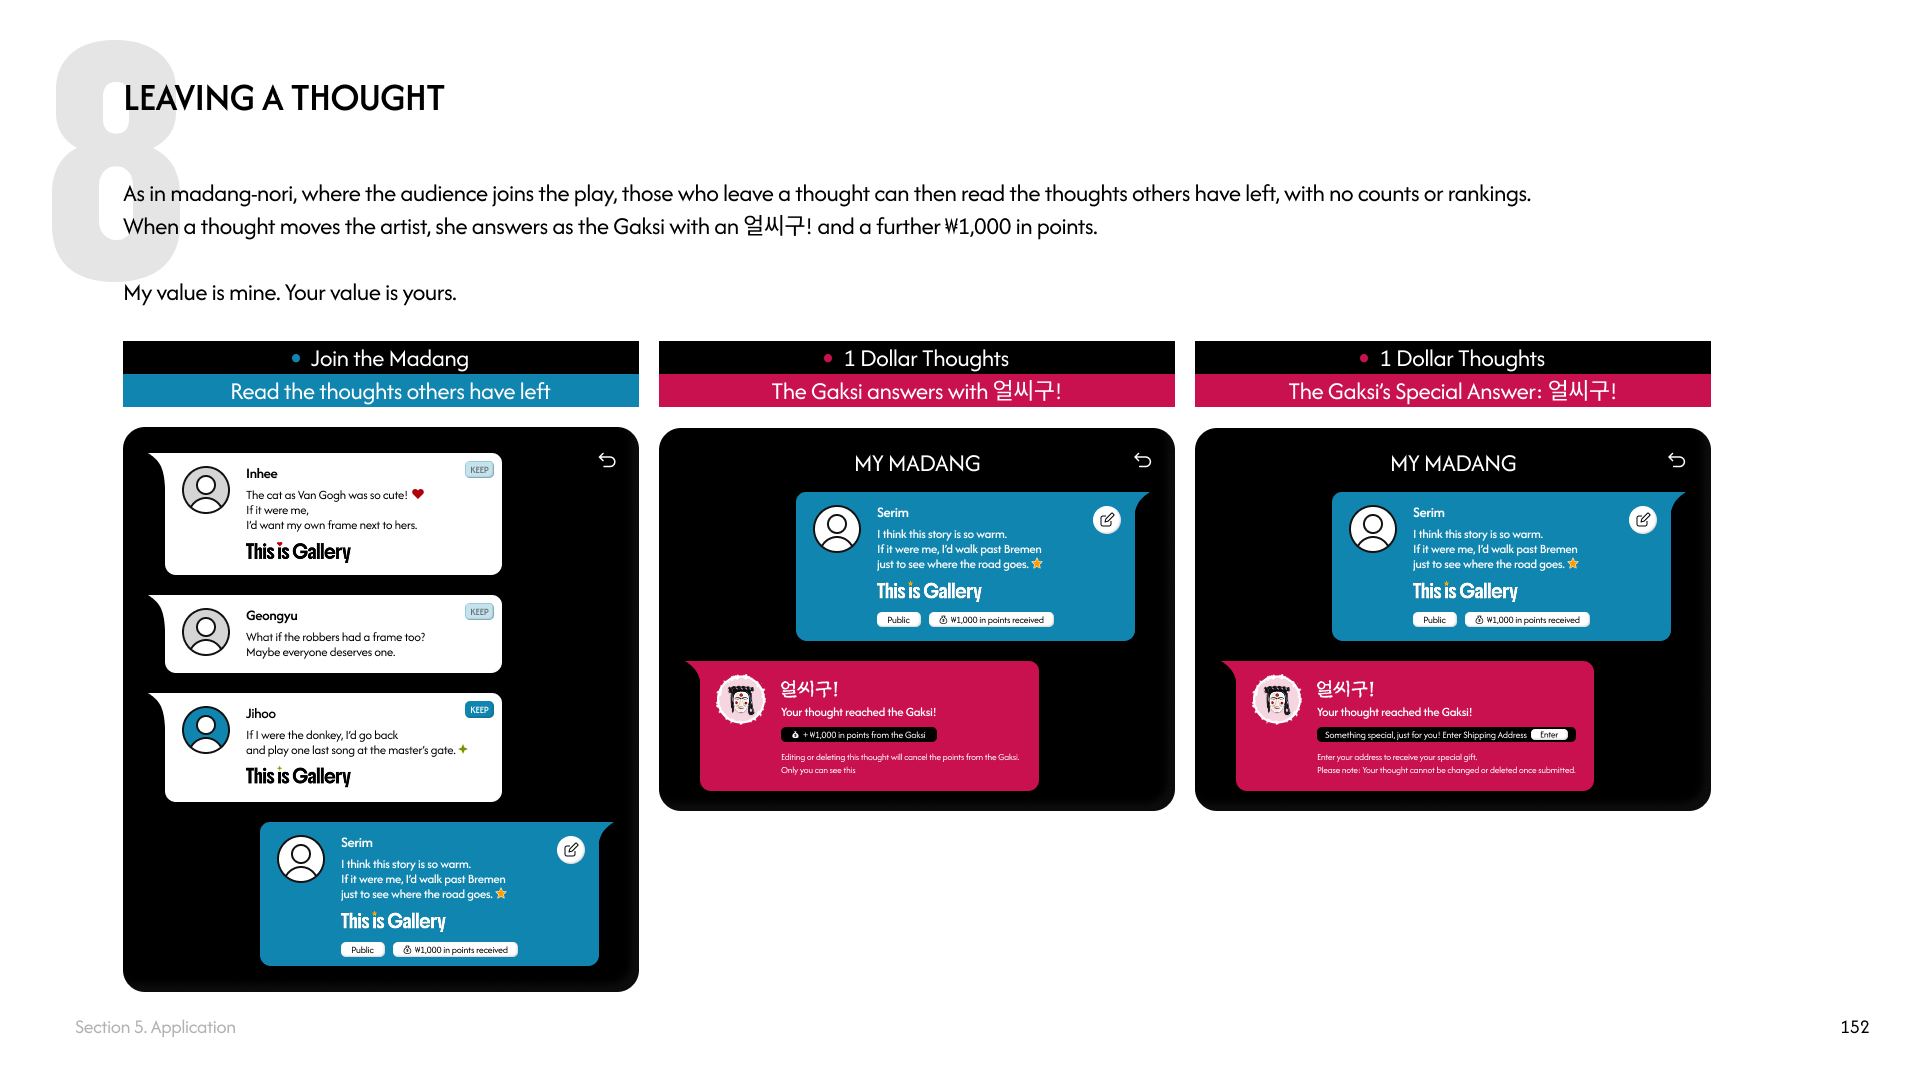 8
LEAVING A THOUGHT
As in madang-nori, where the audience joins the play, those who leave a thought can then read the thoughts others have left, with no counts or rankings.
When a thought moves the artist, she answers as the Gaksi with an 얼씨구! and a further ₩1,000 in points.
My value is mine. Your value is yours.
• Join the Madang
Read the thoughts others have left
Inhee
KEEP
The cat as Van Gogh was so cute! ♥
If it were me,
I'd want my own frame next to hers.
This is Gallery
Geongyu
KEEP
What if the robbers had a frame too?
Maybe everyone deserves one.
Jihoo
KEEP
If I were the donkey, I'd go back
and play one last song at the master's gate. ✦
This is Gallery
Serim
I think this story is so warm.
If it were me, I'd walk past Bremen
just to see where the road goes. ★
This is Gallery
Public
₩1,000 in points received
• 1 Dollar Thoughts
The Gaksi answers with 얼씨구!
MY MADANG
Serim
I think this story is so warm.
If it were me, I'd walk past Bremen
just to see where the road goes. ★
This is Gallery
Public
₩1,000 in points received
얼씨구!
Your thought reached the Gaksi!
+ ₩1,000 in points from the Gaksi
Editing or deleting this thought will cancel the points from the Gaksi.
Only you can see this
• 1 Dollar Thoughts
The Gaksi's Special Answer: 얼씨구!
MY MADANG
Serim
I think this story is so warm.
If it were me, I'd walk past Bremen
just to see where the road goes. ★
This is Gallery
Public
₩1,000 in points received
얼씨구!
Your thought reached the Gaksi!
Something special, just for you! Enter Shipping Address
Enter
Enter your address to receive your special gift.
Please note: Your thought cannot be changed or deleted once submitted.
Section 5. Application
152